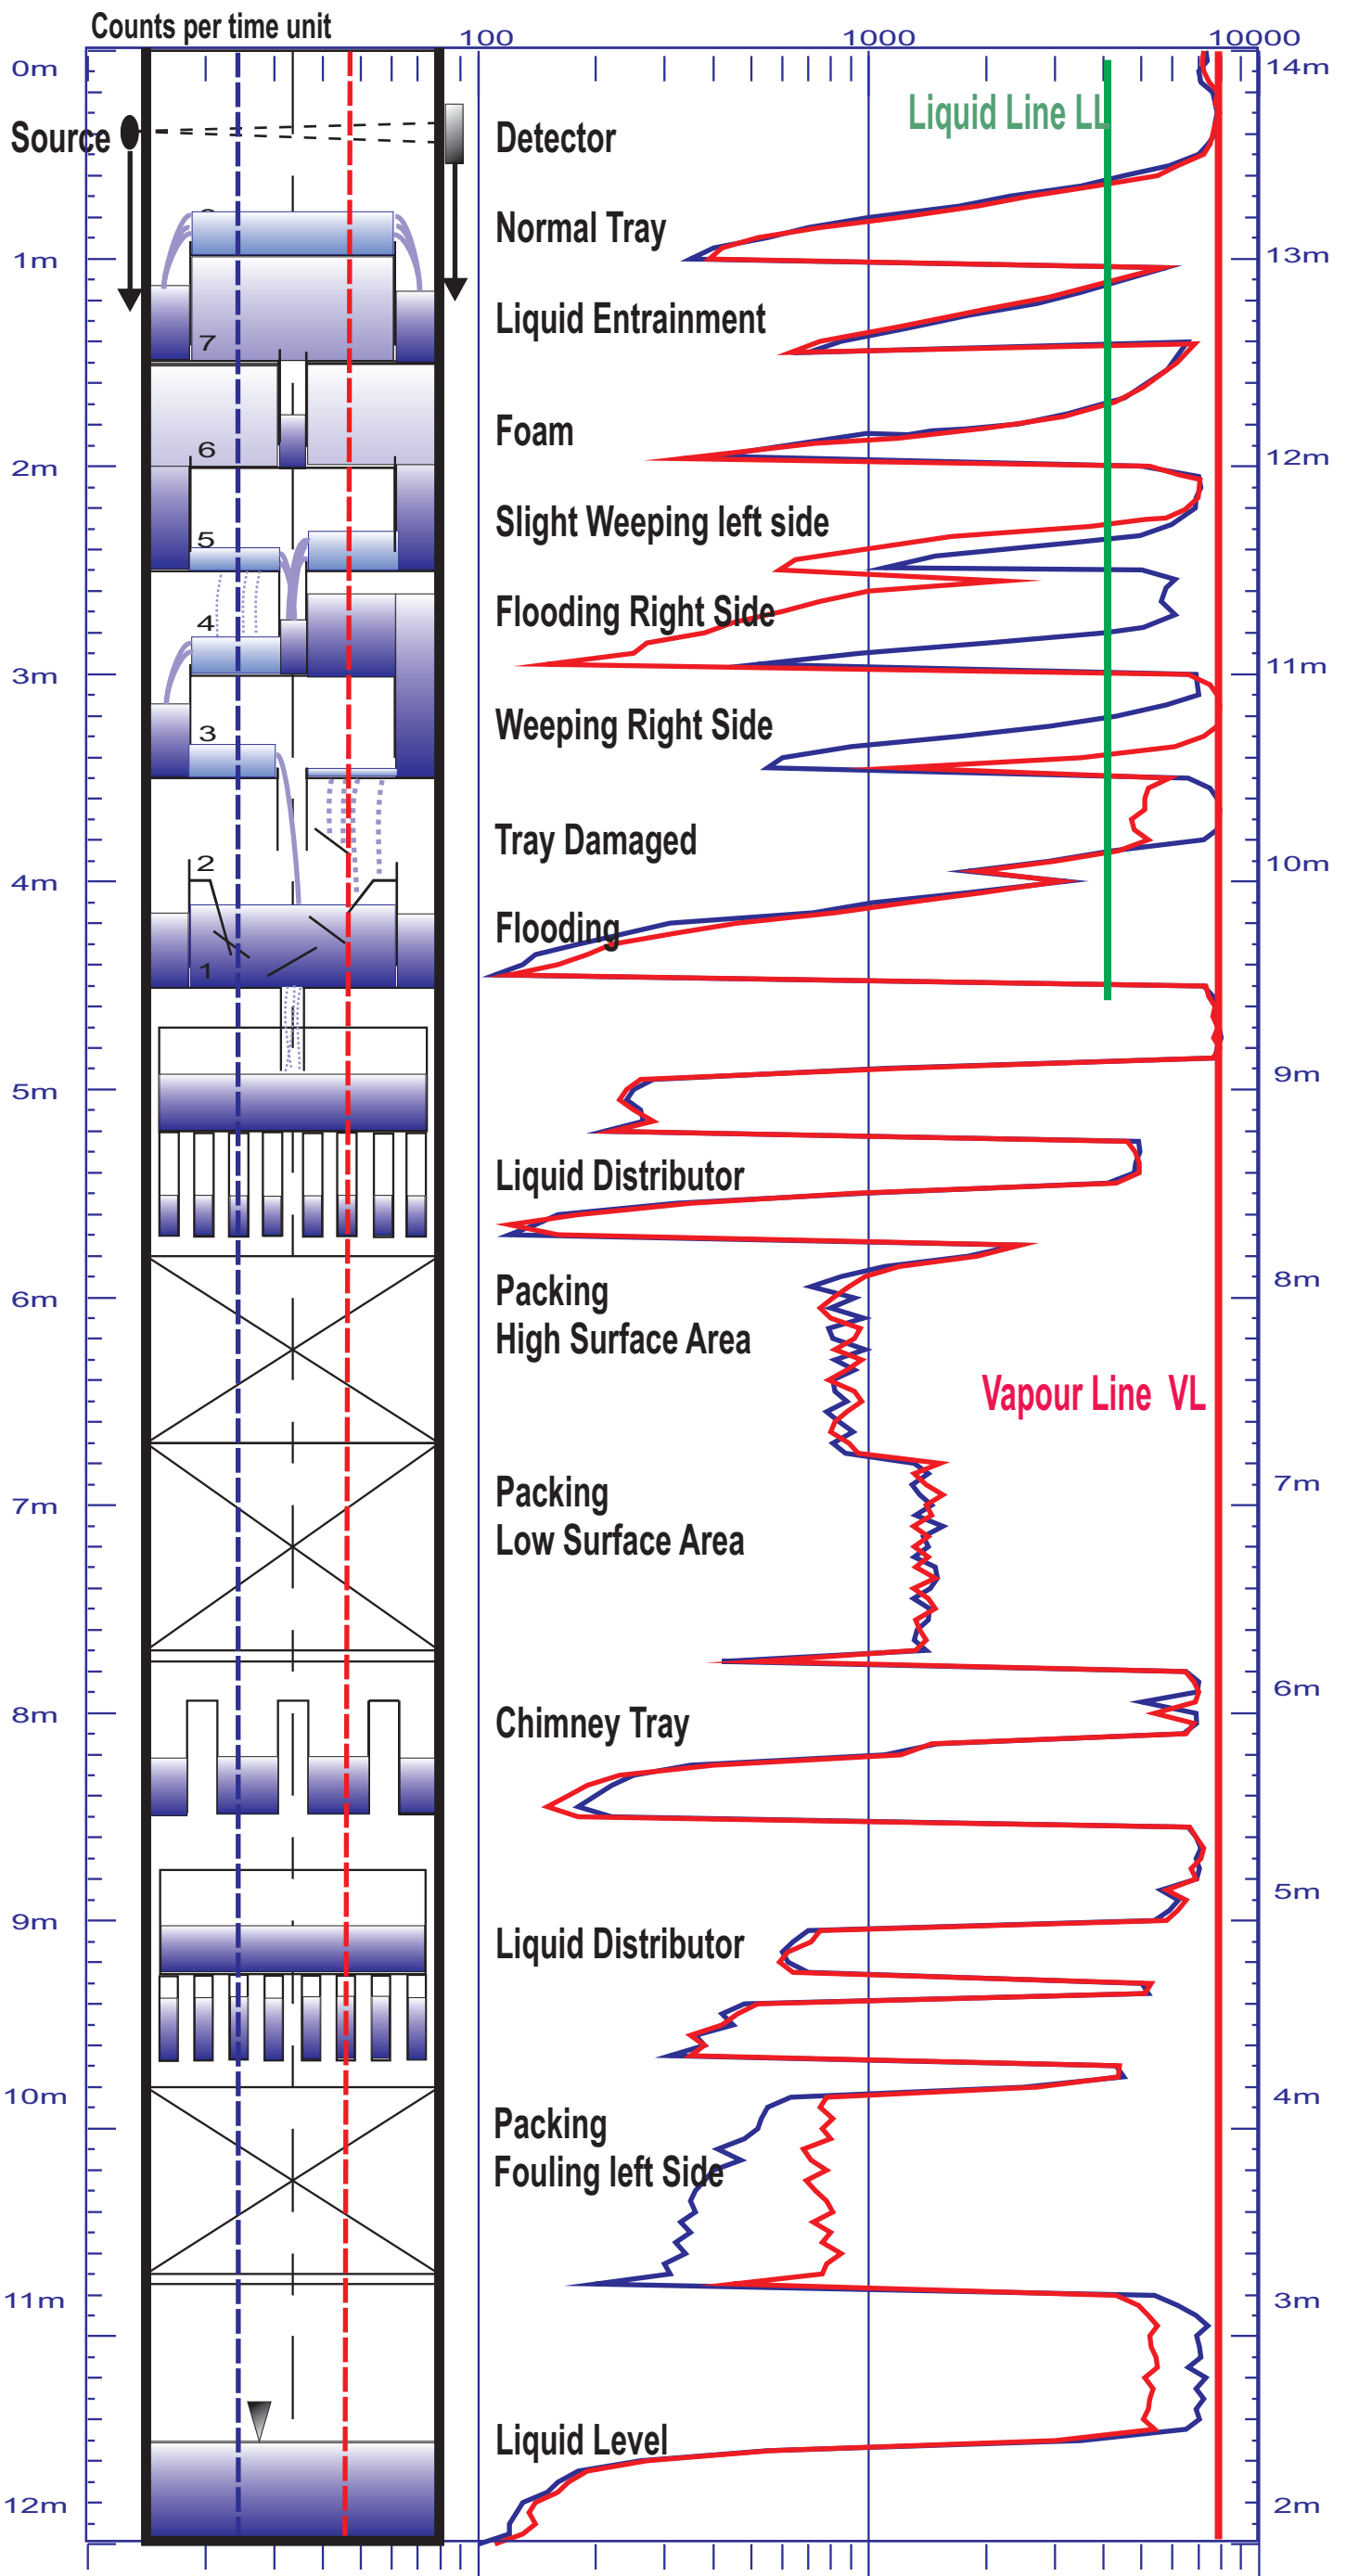 Counts per time unit
100
1000
10000
0m
14m
Source
Detector
Liquid Line LL
Normal Tray
1m
13m
Liquid Entrainment
7
Foam
6
2m
12m
Slight Weeping left side
5
Flooding Right Side
4
3m
11m
Weeping Right Side
3
Tray Damaged
2
4m
10m
Flooding
1
5m
9m
Liquid Distributor
6m
8m
Packing
High Surface Area
Vapour Line VL
7m
7m
Packing
Low Surface Area
8m
6m
Chimney Tray
9m
5m
Liquid Distributor
10m
4m
Packing
Fouling left Side
11m
3m
Liquid Level
12m
2m